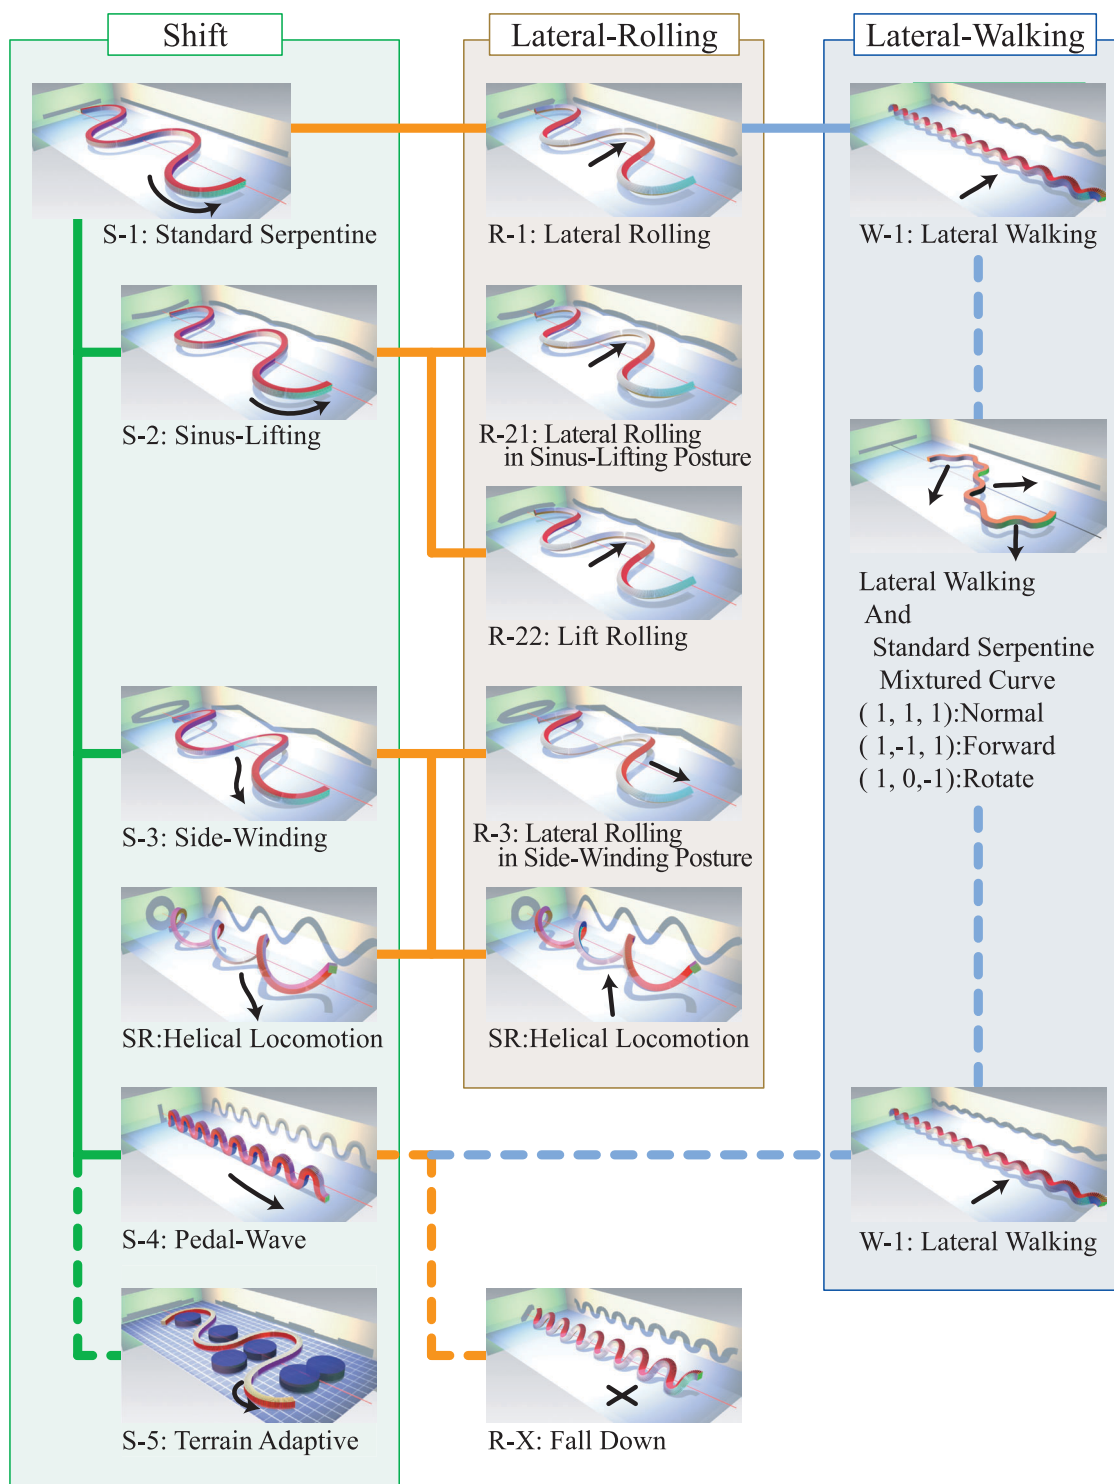 Shift
Lateral-Rolling
Lateral-Walking
S-1: Standard Serpentine
R-1: Lateral Rolling
W-1: Lateral Walking
S-2: Sinus-Lifting
R-21: Lateral Rolling
in Sinus-Lifting Posture
R-22: Lift Rolling
Lateral Walking
And
Standard Serpentine
Mixtured Curve
( 1, 1, 1):Normal
( 1,-1, 1):Forward
( 1, 0,-1):Rotate
S-3: Side-Winding
R-3: Lateral Rolling
in Side-Winding Posture
SR:Helical Locomotion
SR:Helical Locomotion
S-4: Pedal-Wave
W-1: Lateral Walking
S-5: Terrain Adaptive
R-X: Fall Down